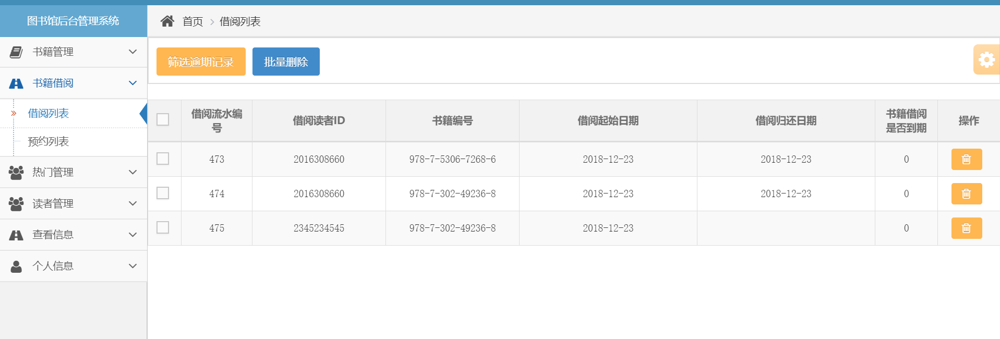 图书馆后台管理系统
首页 > 借阅列表
书籍管理
书籍借阅
借阅列表
预约列表
热门管理
读者管理
查看信息
个人信息
筛选逾期记录 批量删除
借阅流水编号 借阅读者ID 书籍编号 借阅起始日期 借阅归还日期 书籍借阅是否到期 操作
473 2016308660 978-7-5306-7268-6 2018-12-23 2018-12-23 0
474 2016308660 978-7-302-49236-8 2018-12-23 2018-12-23 0
475 2345234545 978-7-302-49236-8 2018-12-23 0